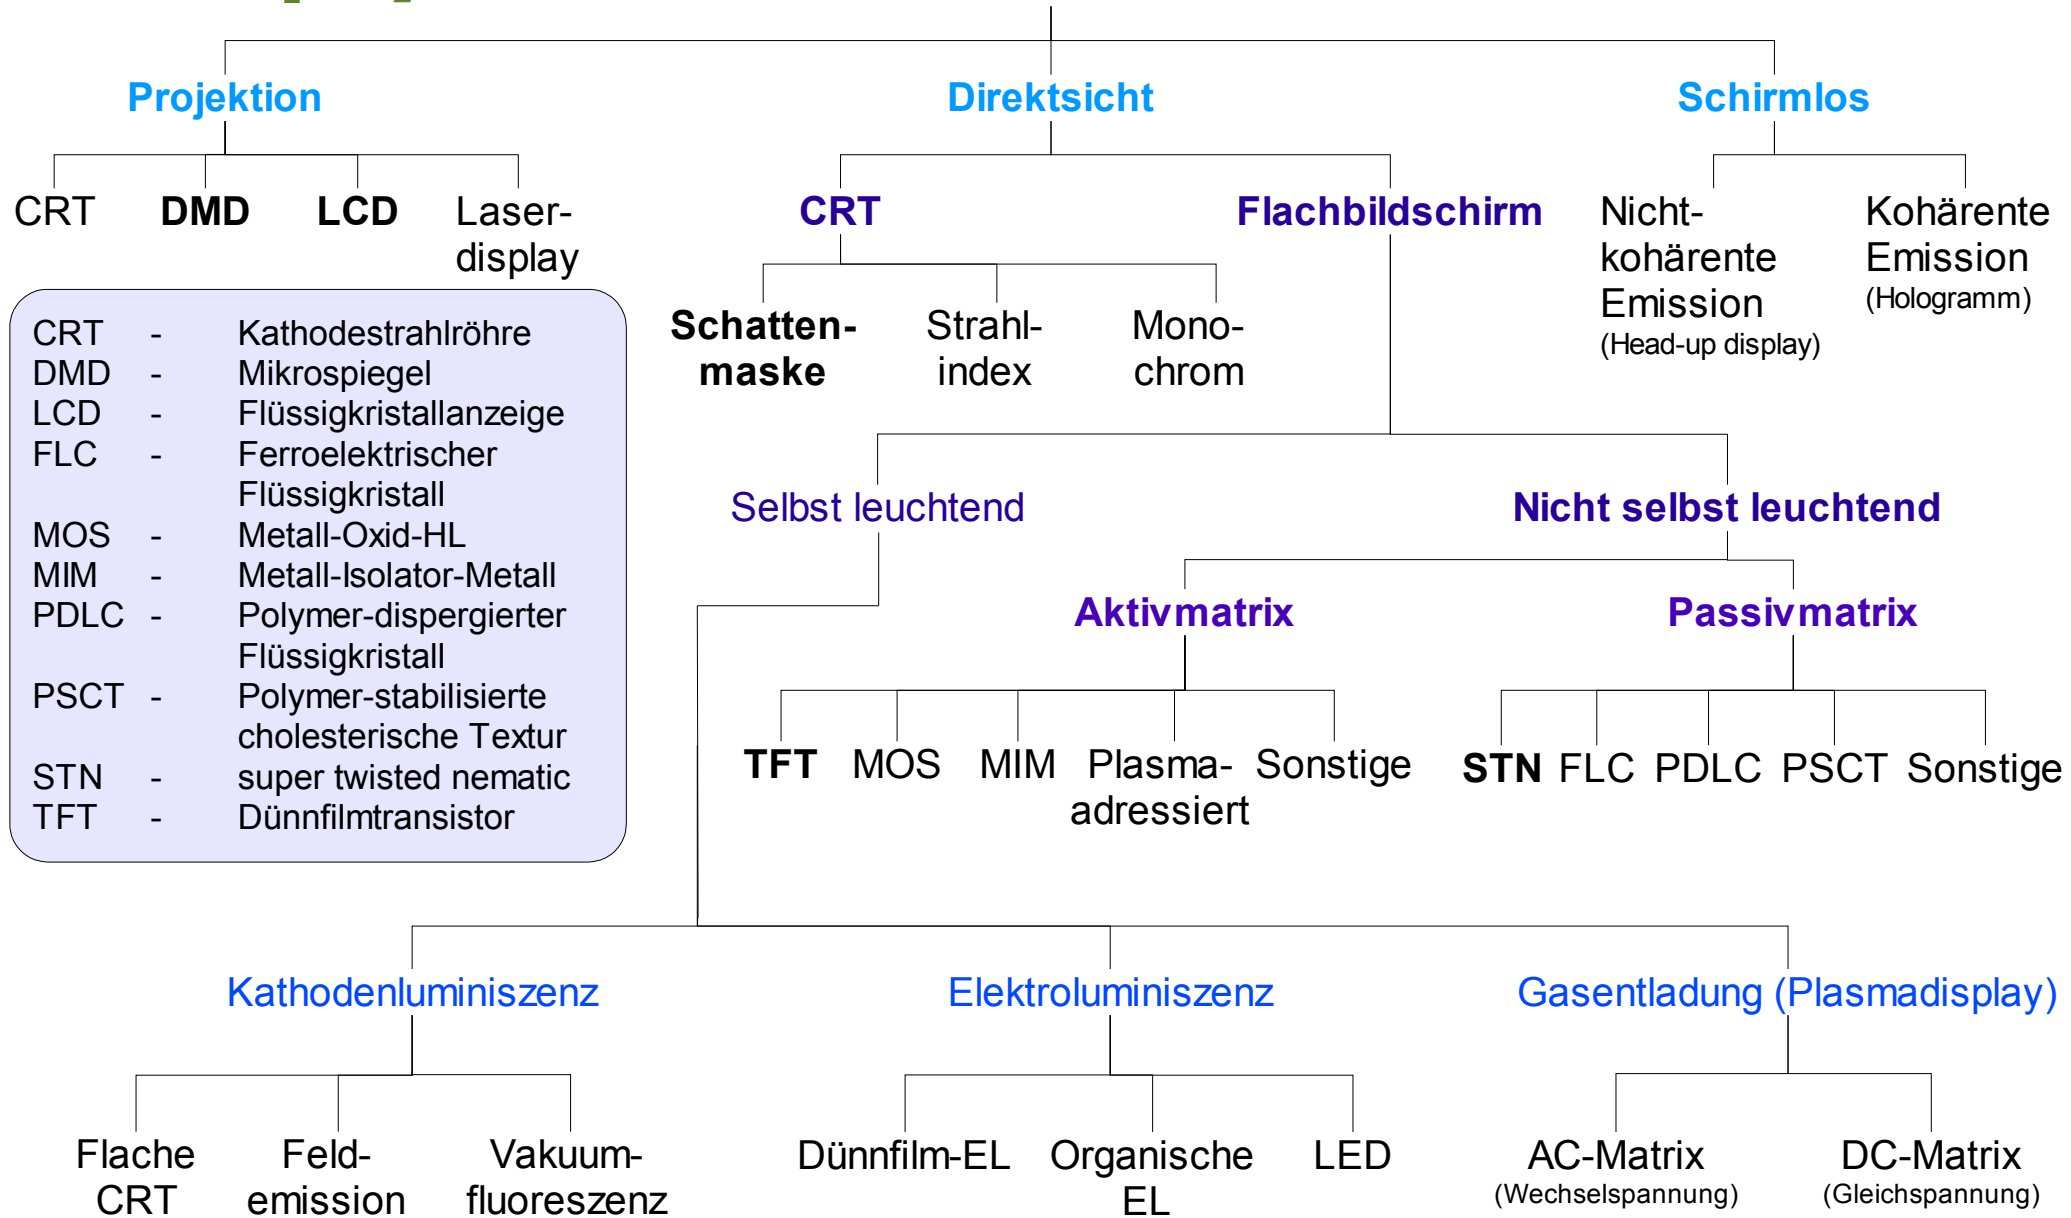 Projektion
Direktsicht
Schirmlos
CRT
DMD
LCD
Laser-
display
CRT
Flachbildschirm
Nicht-
kohärente
Emission
(Head-up display)
Kohärente
Emission
(Hologramm)
Schatten-
maske
Strahl-
index
Mono-
chrom
CRT - Kathodestrahlröhre
DMD - Mikrospiegel
LCD - Flüssigkristallanzeige
FLC - Ferroelektrischer
Flüssigkristall
MOS - Metall-Oxid-HL
MIM - Metall-Isolator-Metall
PDLC - Polymer-dispergierter
Flüssigkristall
PSCT - Polymer-stabilisierte
cholesterische Textur
STN - super twisted nematic
TFT - Dünnfilmtransistor
Selbst leuchtend
Nicht selbst leuchtend
Aktivmatrix
Passivmatrix
TFT
MOS
MIM
Plasma-
adressiert
Sonstige
STN
FLC
PDLC
PSCT
Sonstige
Kathodenluminiszenz
Elektroluminiszenz
Gasentladung (Plasmadisplay)
Flache
CRT
Feld-
emission
Vakuum-
fluoreszenz
Dünnfilm-EL
Organische
EL
LED
AC-Matrix
(Wechselspannung)
DC-Matrix
(Gleichspannung)